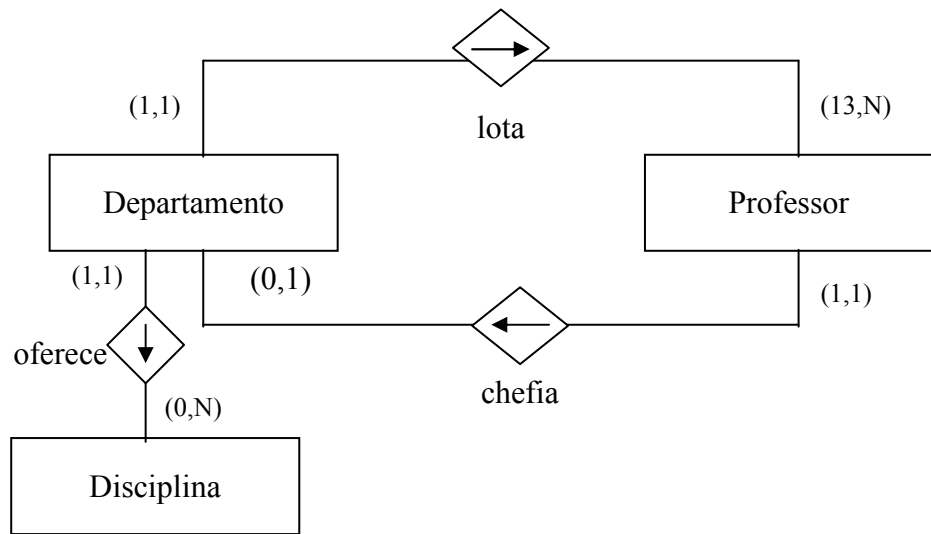 (1,1)
lota
(13,N)
Departamento
Professor
(1,1)
(0,1)
(1,1)
oferece
chefia
(0,N)
Disciplina